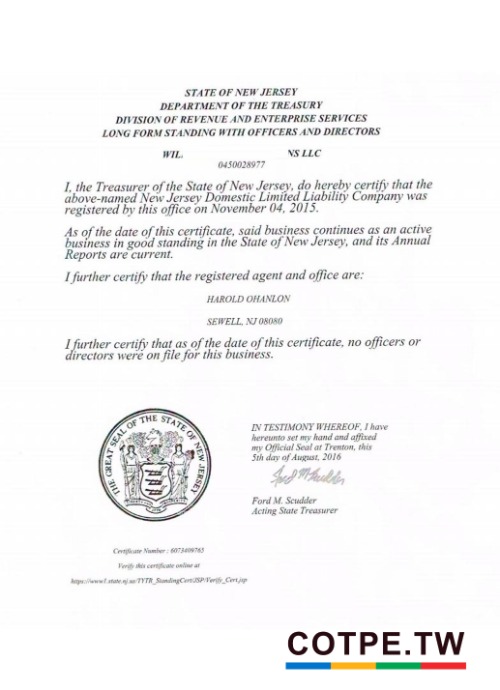 STATE OF NEW JERSEY
DEPARTMENT OF THE TREASURY
DIVISION OF REVENUE AND ENTERPRISE SERVICES
LONG FORM STANDING WITH OFFICERS AND DIRECTORS
WIL. NS LLC
0450028977
I, the Treasurer of the State of New Jersey, do hereby certify that the
above-named New Jersey Domestic Limited Liability Company was
registered by this office on November 04, 2015.
As of the date of this certificate, said business continues as an active
business in good standing in the State of New Jersey, and its Annual
Reports are current.
I further certify that the registered agent and office are:
HAROLD OHANLON
SEWELL, NJ 08080
I further certify that as of the date of this certificate, no officers or
directors were on file for this business.
THE GREAT SEAL OF THE STATE OF NEW JERSEY
IN TESTIMONY WHEREOF, I have
hereunto set my hand and affixed
my Official Seal at Trenton, this
5th day of August, 2016
Ford M Scudder
Ford M. Scudder
Acting State Treasurer
Certificate Number : 6073409765
Verify this certificate online at
https://www1.state.nj.us/TYTR_StandingCert/JSP/Verify_Cert.jsp
COTPE.TW